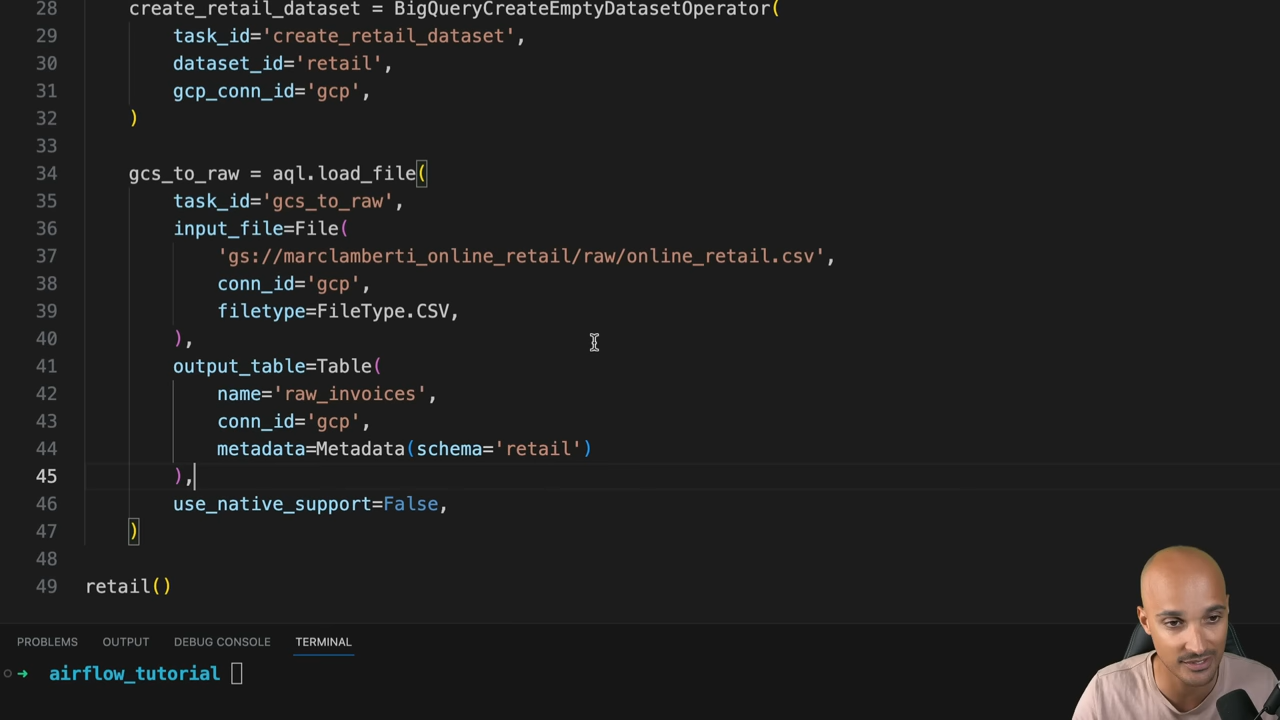 28 create_retail_dataset = BigQueryCreateEmptyDatasetOperator(
29 task_id='create_retail_dataset',
30 dataset_id='retail',
31 gcp_conn_id='gcp',
32 )
33
34 gcs_to_raw = aql.load_file(
35 task_id='gcs_to_raw',
36 input_file=File(
37 'gs://marclamberti_online_retail/raw/online_retail.csv',
38 conn_id='gcp',
39 filetype=FileType.CSV,
40 ),
41 output_table=Table(
42 name='raw_invoices',
43 conn_id='gcp',
44 metadata=Metadata(schema='retail')
45 ),
46 use_native_support=False,
47 )
48
49 retail()
PROBLEMS OUTPUT DEBUG CONSOLE TERMINAL
airflow_tutorial